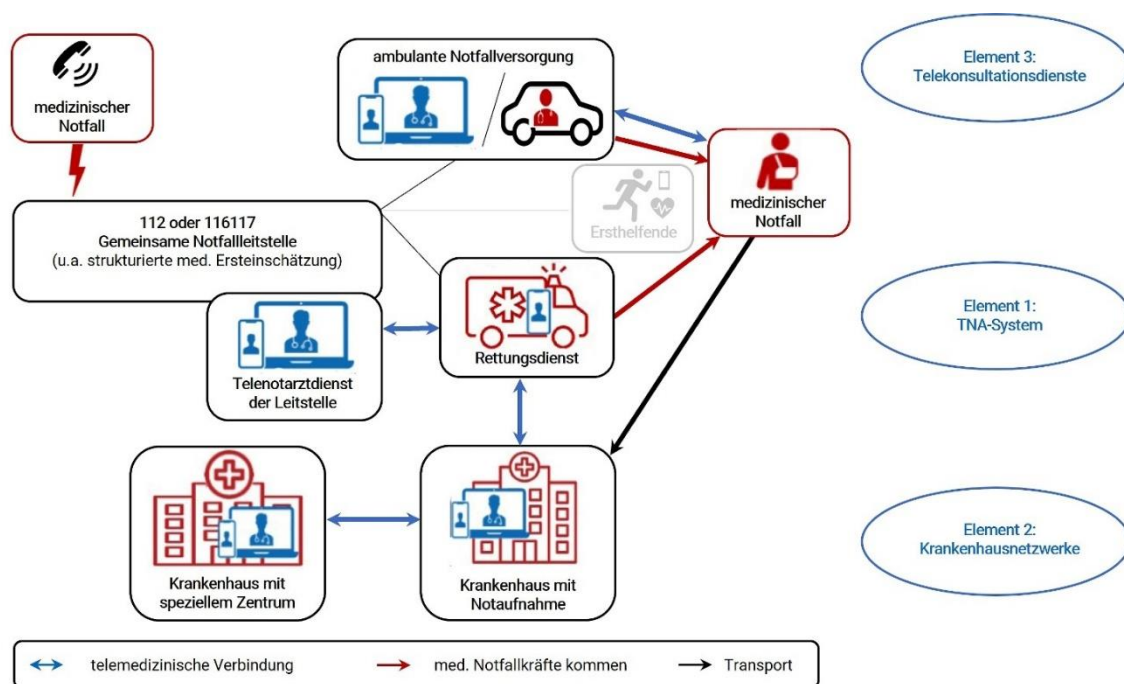 medizinischer
Notfall
ambulante Notfallversorgung
Element 3:
Telekonsultationsdienste
112 oder 116117
Gemeinsame Notfallleitstelle
(u.a. strukturierte med. Ersteinschätzung)
Ersthelfende
medizinischer
Notfall
Telenotarztdienst
der Leitstelle
Rettungsdienst
Element 1:
TNA-System
Krankenhaus mit
speziellem Zentrum
Krankenhaus mit
Notaufnahme
Element 2:
Krankenhausnetzwerke
telemedizinische Verbindung
med. Notfallkräfte kommen
Transport